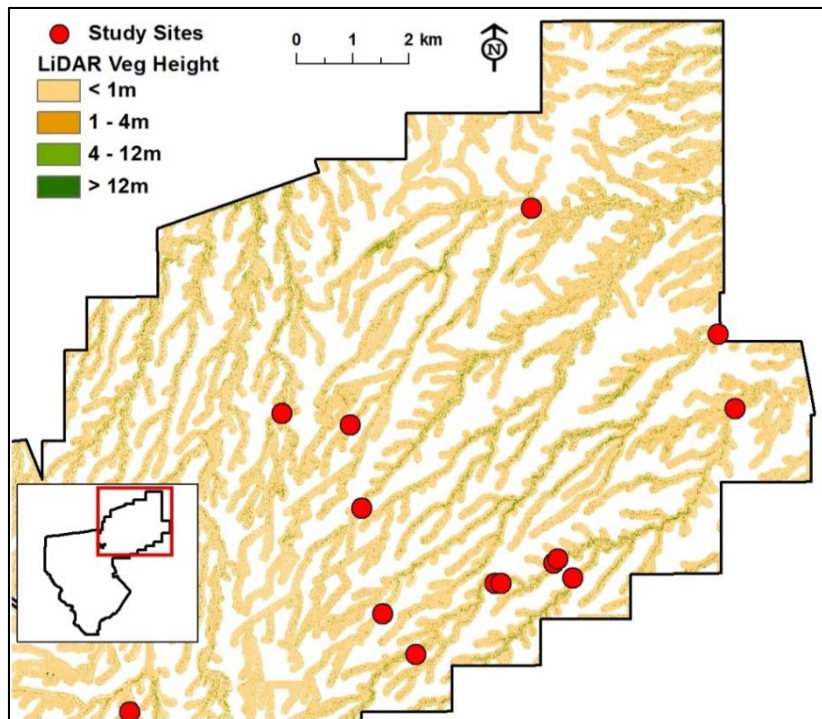 Study Sites
LiDAR Veg Height
< 1m
1 - 4m
4 - 12m
> 12m
0 1 2 km
N